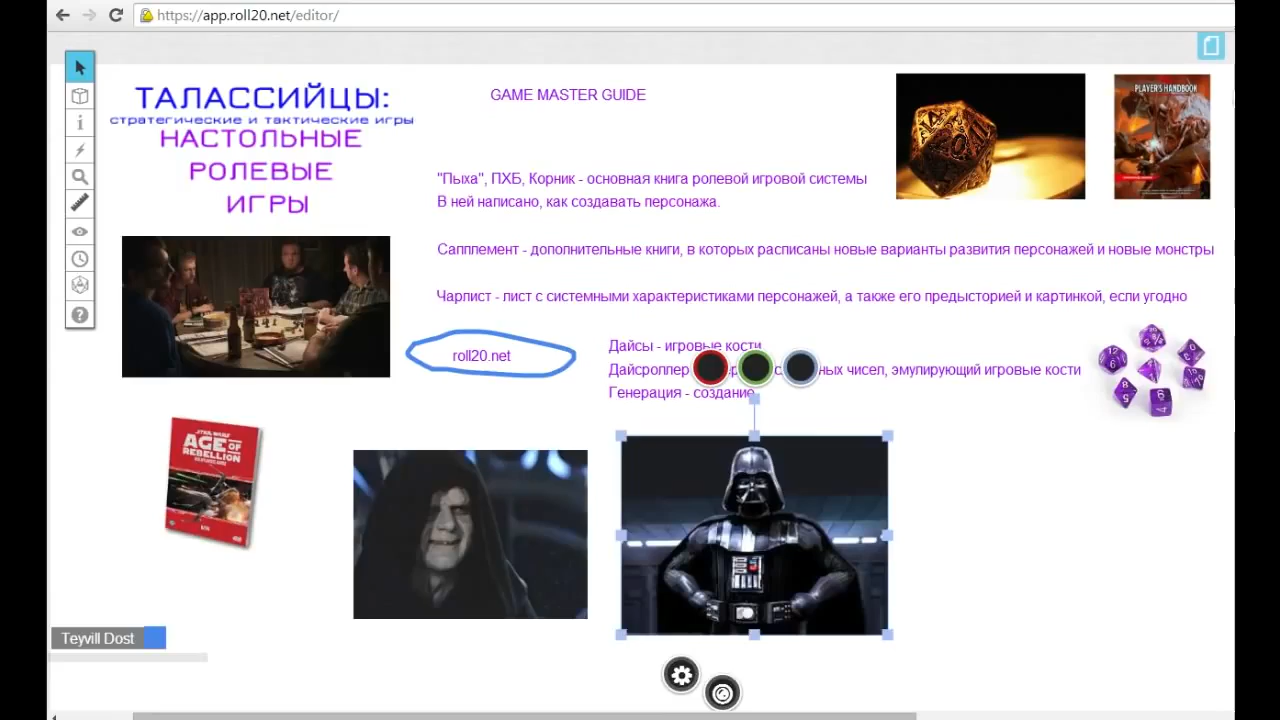 https://app.roll20.net/editor/
ТАЛАССИЙЦЫ:
стратегические и тактические игры
НАСТОЛЬНЫЕ
РОЛЕВЫЕ
ИГРЫ
GAME MASTER GUIDE
PLAYER'S HANDBOOK
"Пыха", ПХБ, Корник - основная книга ролевой игровой системы
В ней написано, как создавать персонажа.
Сапплемент - дополнительные книги, в которых расписаны новые варианты развития персонажей и новые монстры
Чарлист - лист с системными характеристиками персонажей, а также его предысторией и картинкой, если угодно
roll20.net
Дайсы - игровые кости
Дайсроллер чисел, эмулирующий игровые кости
Генерация - создание
STAR WARS
AGE OF
REBELLION
Teyvill Dost